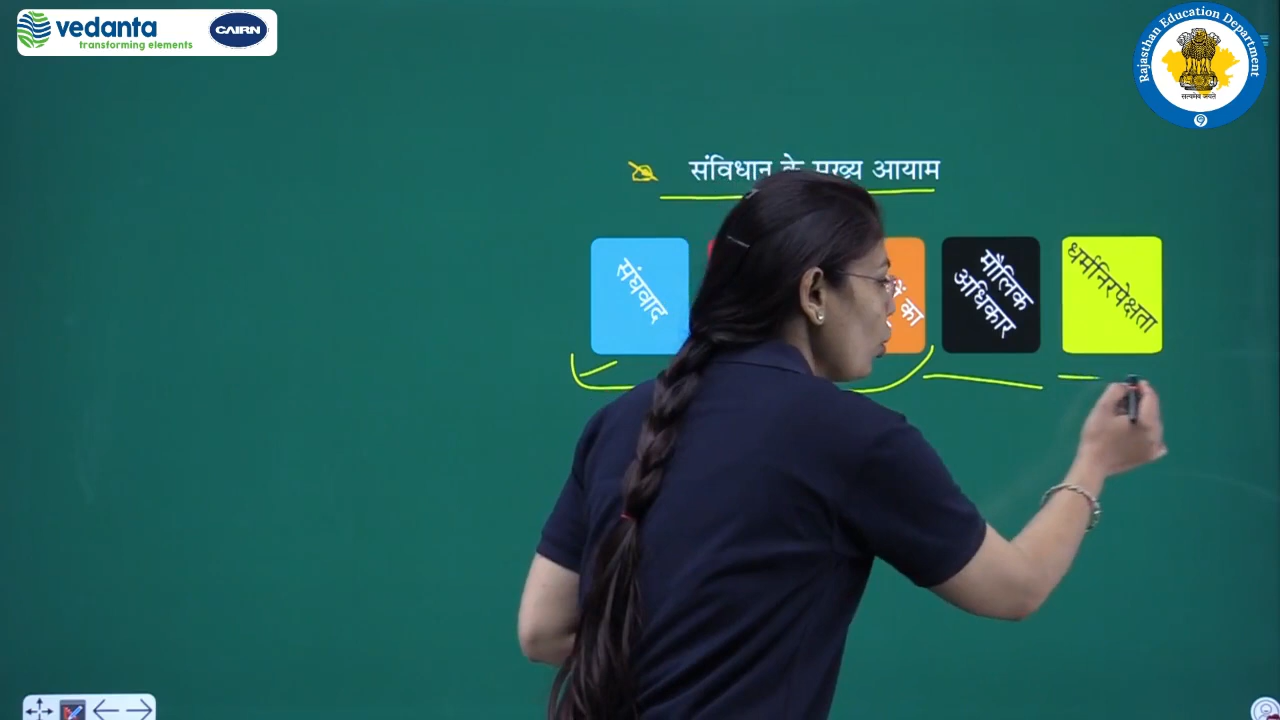 vedanta
transforming elements
CAIRN
Rajasthan Education Department
सत्यमेव जयते
संविधान के मुख्य आयाम
संघवाद
का
मौलिक
अधिकार
धर्मनिरपेक्षता